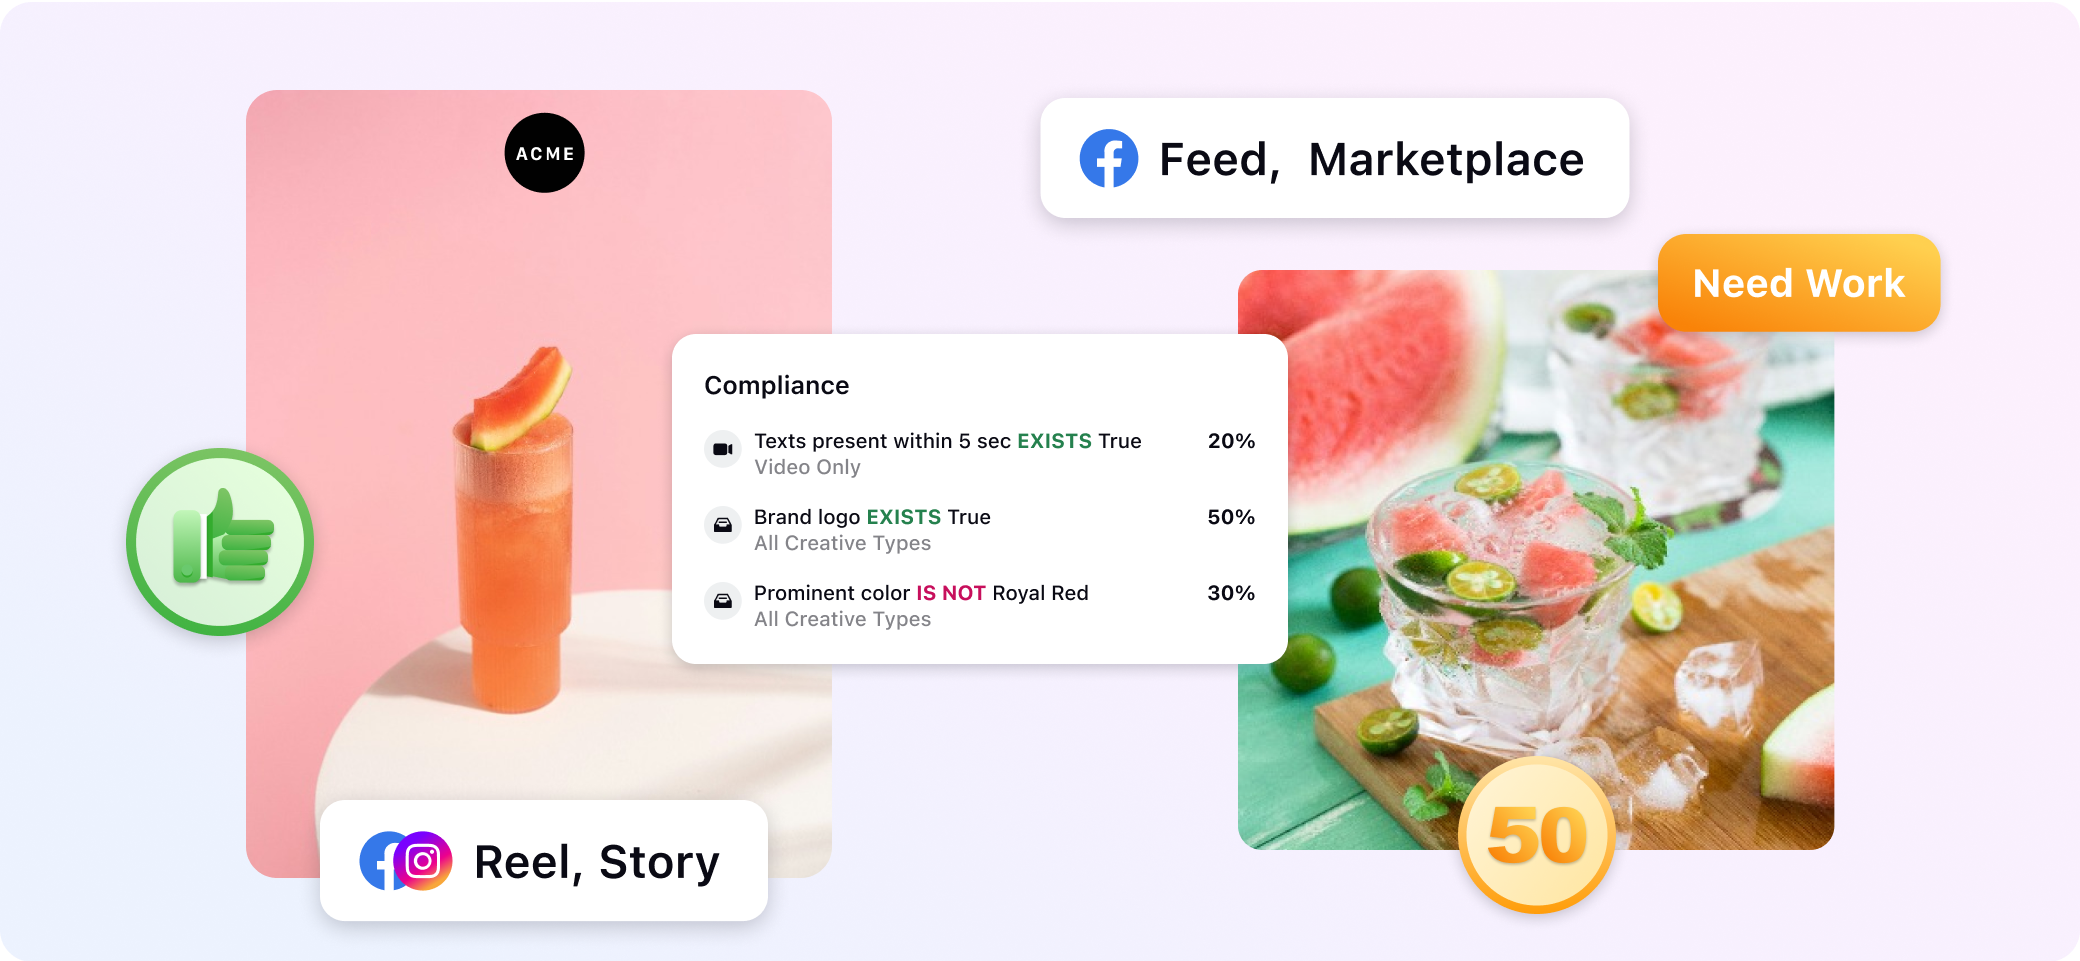 ACME
Feed, Marketplace
Need Work
Compliance
Texts present within 5 sec EXISTS True 20%
Video Only
Brand logo EXISTS True 50%
All Creative Types
Prominent color IS NOT Royal Red 30%
All Creative Types
Reel, Story
50